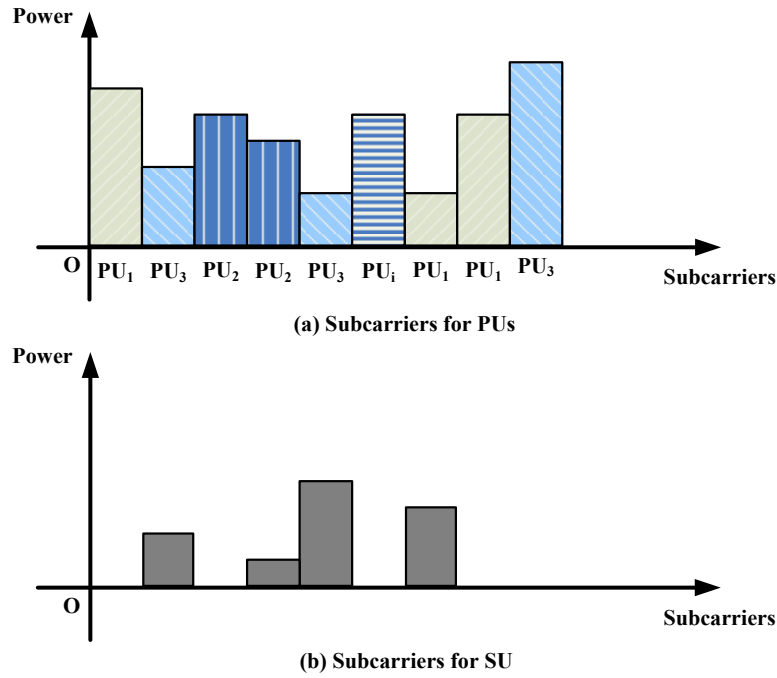 Power
O
PU₁ PU₃ PU₂ PU₂ PU₃ PUᵢ PU₁ PU₁ PU₃
Subcarriers
(a) Subcarriers for PUs
Power
O
Subcarriers
(b) Subcarriers for SU